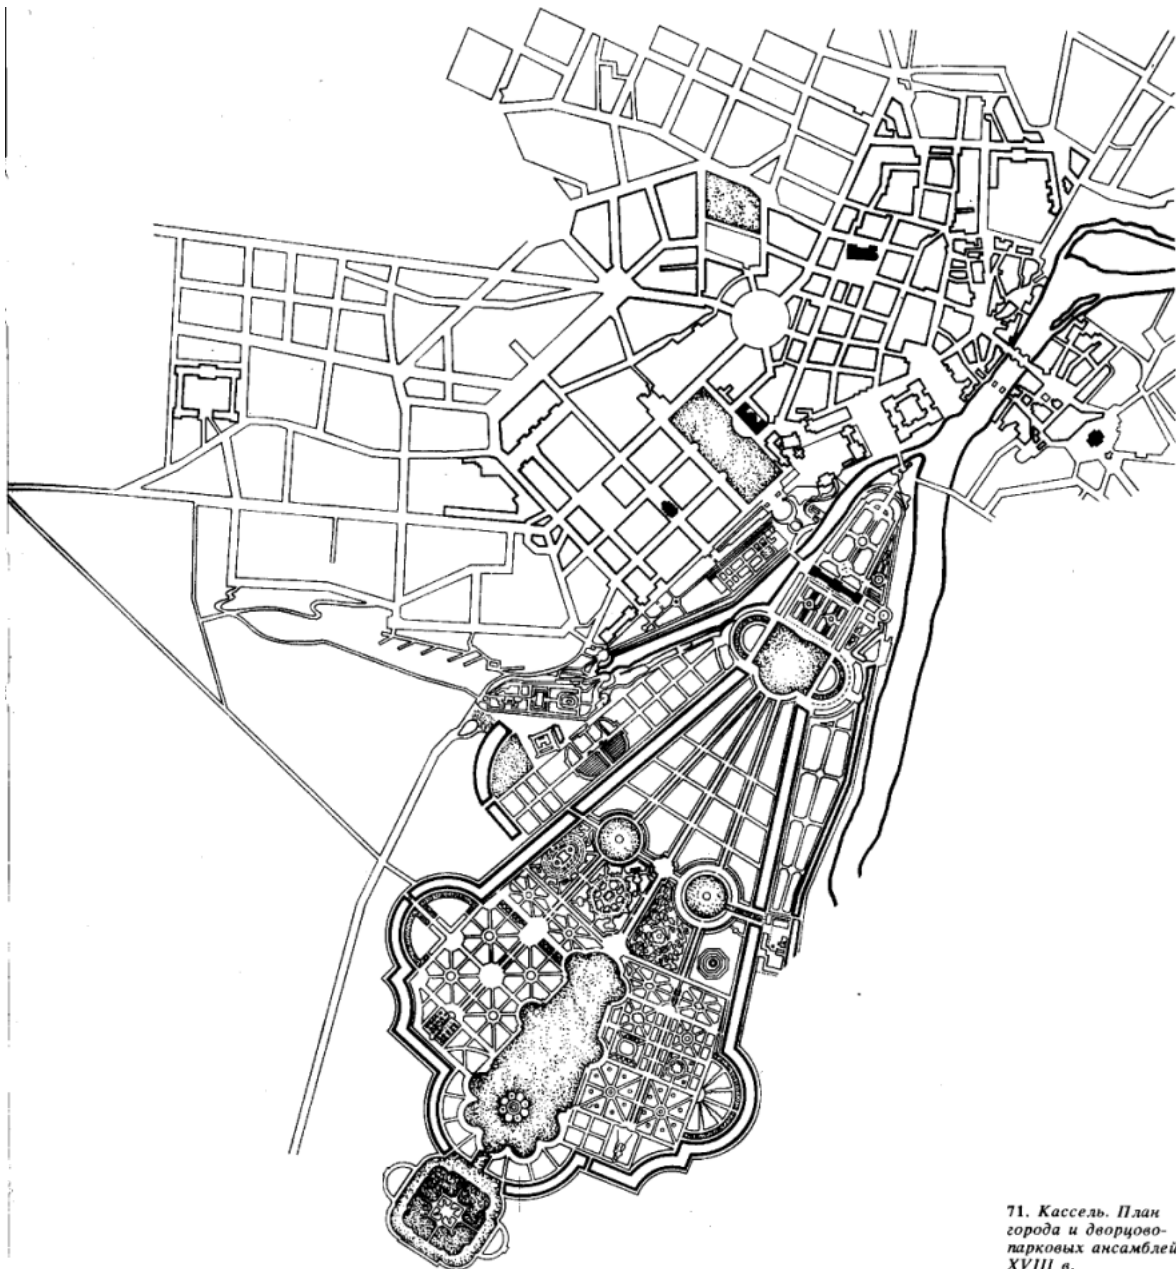 71. Кассель. План
города и дворцово-
парковых ансамблей
XVIII в.